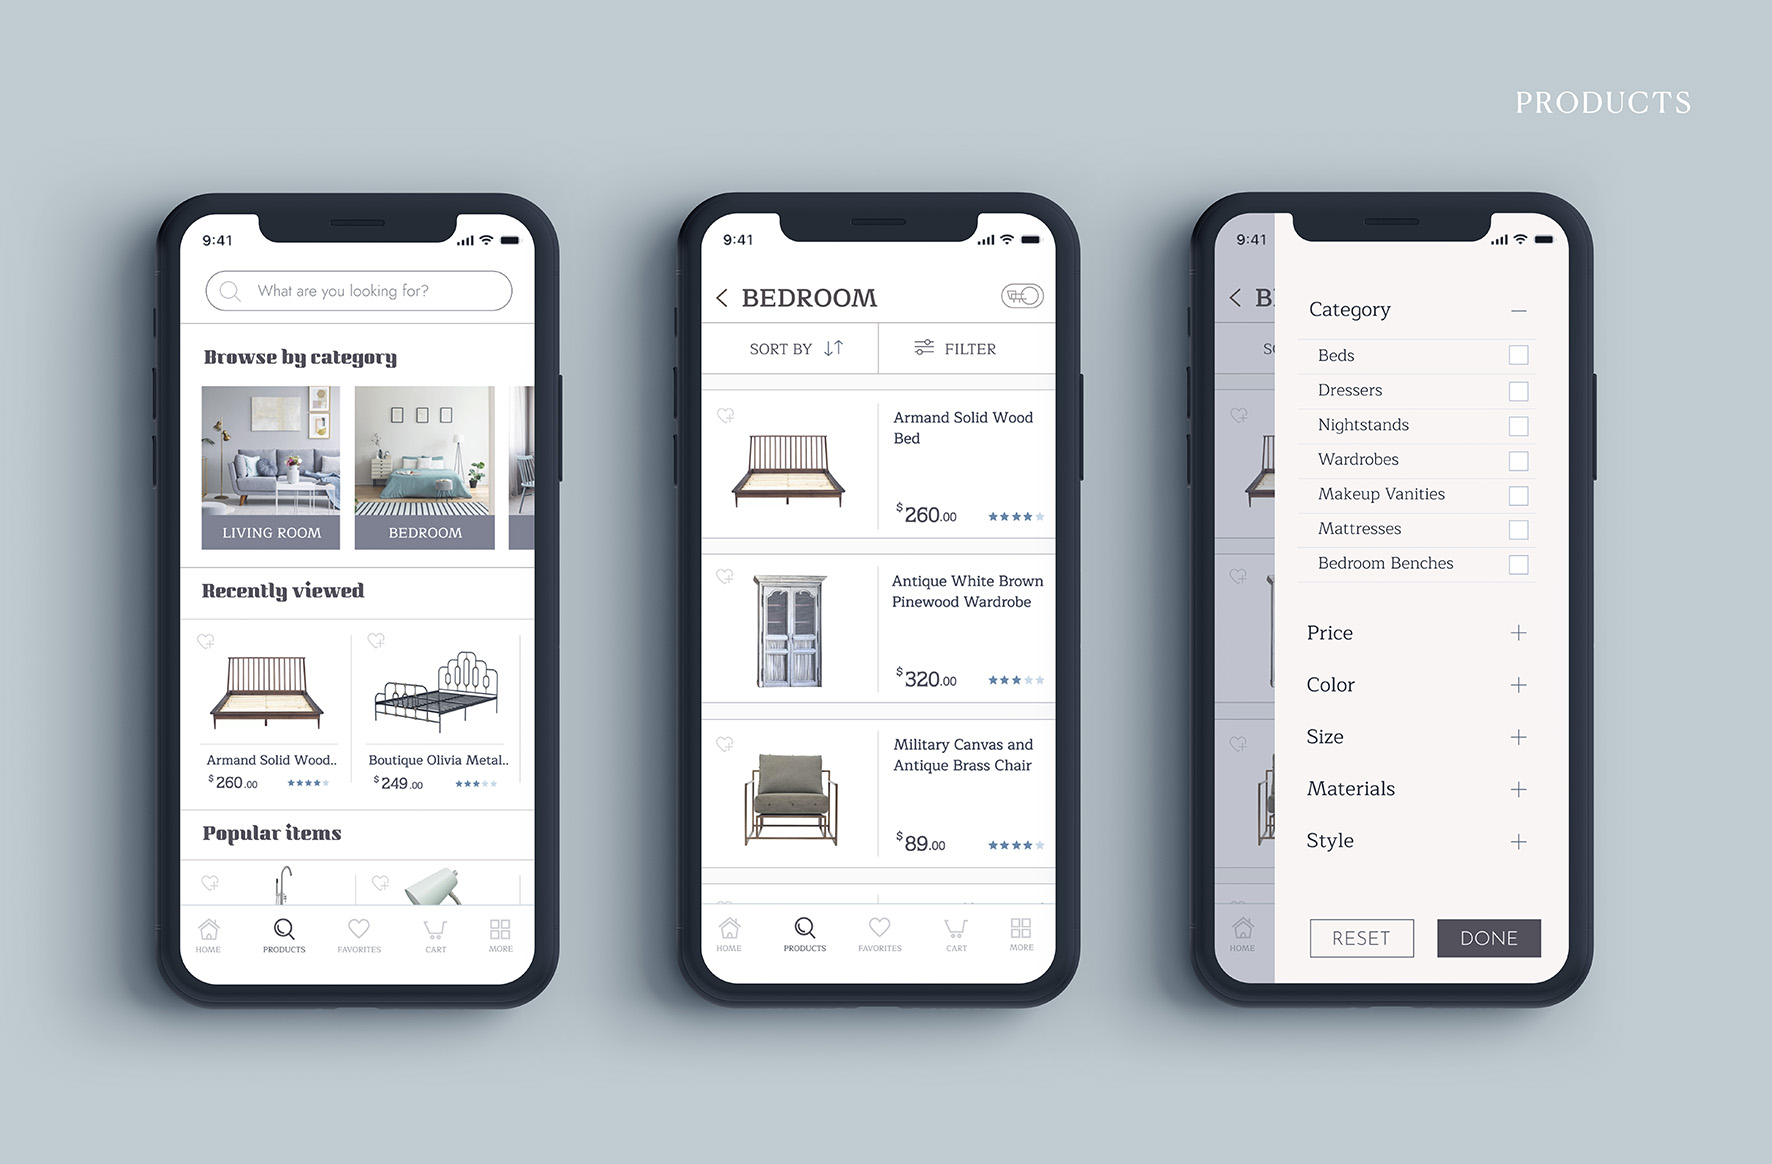 PRODUCTS
9:41
What are you looking for?
Browse by category
LIVING ROOM
BEDROOM
Recently viewed
Armand Solid Wood..
$260.00
Boutique Olivia Metal..
$249.00
Popular items
HOME
PRODUCTS
FAVORITES
CART
MORE
9:41
BEDROOM
SORT BY
FILTER
Armand Solid Wood
Bed
$260.00
Antique White Brown
Pinewood Wardrobe
$320.00
Military Canvas and
Antique Brass Chair
$89.00
HOME
PRODUCTS
FAVORITES
CART
MORE
9:41
B
SO
Category
Beds
Dressers
Nightstands
Wardrobes
Makeup Vanities
Mattresses
Bedroom Benches
Price
Color
Size
Materials
Style
HOME
RESET
DONE